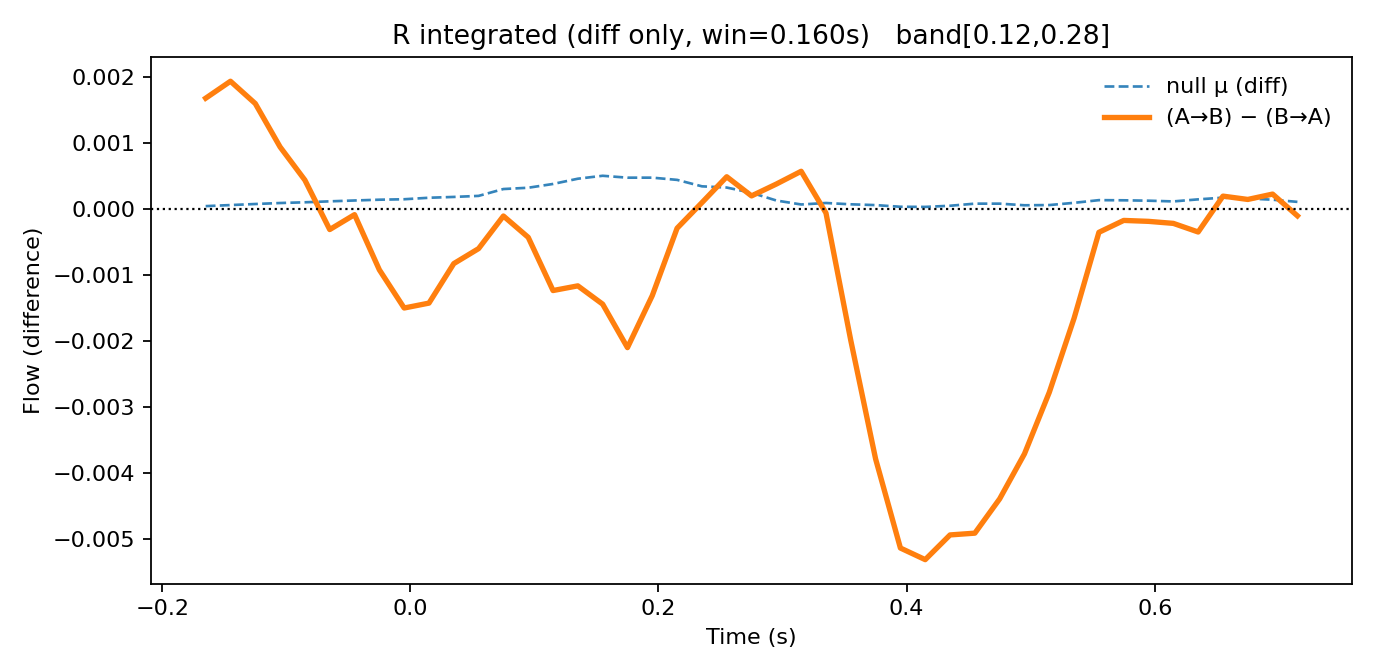 R integrated (diff only, win=0.160s)   band[0.12,0.28]
null μ (diff)
(A→B) − (B→A)
Flow (difference)
0.002
0.001
0.000
−0.001
−0.002
−0.003
−0.004
−0.005
−0.2
0.0
0.2
0.4
0.6
Time (s)